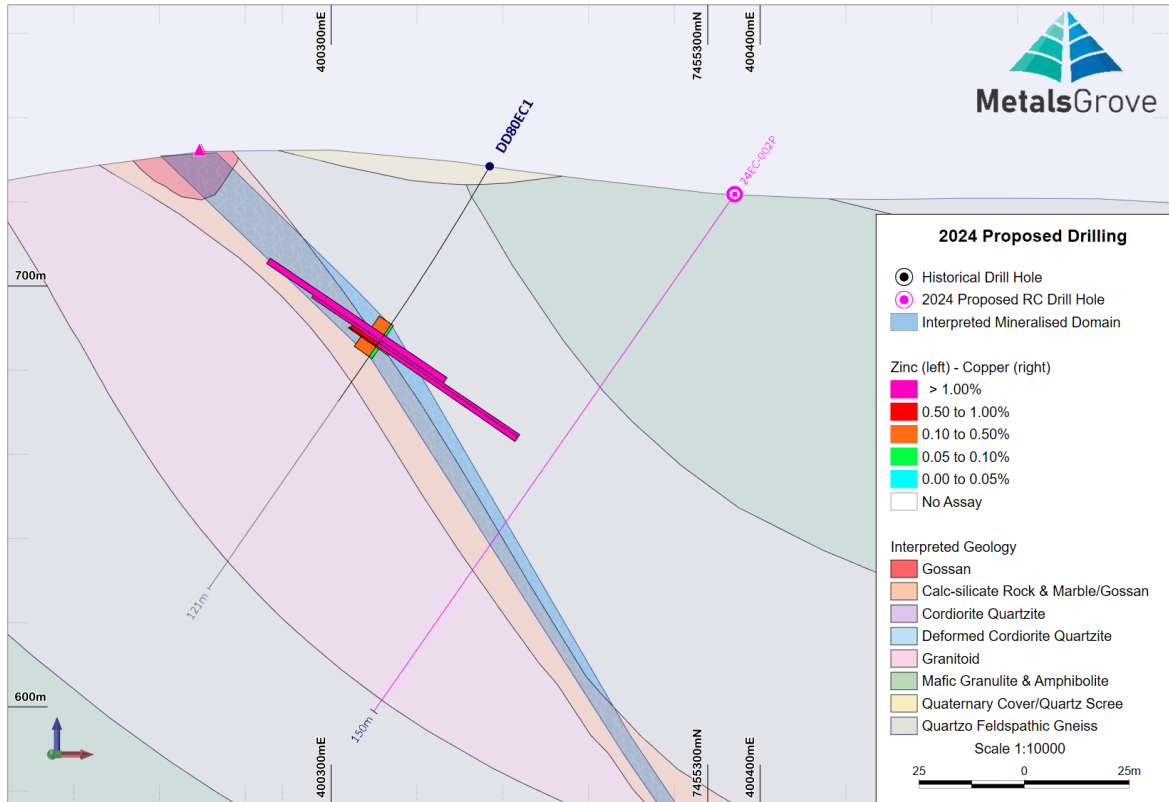 400300mE
7455300mN
400400mE
MetalsGrove
DD80EC1
24EC-002P
700m
121m
600m
150m
400300mE
7455300mN
400400mE
2024 Proposed Drilling
Historical Drill Hole
2024 Proposed RC Drill Hole
Interpreted Mineralised Domain
Zinc (left) - Copper (right)
> 1.00%
0.50 to 1.00%
0.10 to 0.50%
0.05 to 0.10%
0.00 to 0.05%
No Assay
Interpreted Geology
Gossan
Calc-silicate Rock & Marble/Gossan
Cordiorite Quartzite
Deformed Cordiorite Quartzite
Granitoid
Mafic Granulite & Amphibolite
Quaternary Cover/Quartz Scree
Quartzo Feldspathic Gneiss
Scale 1:10000
25 0 25m